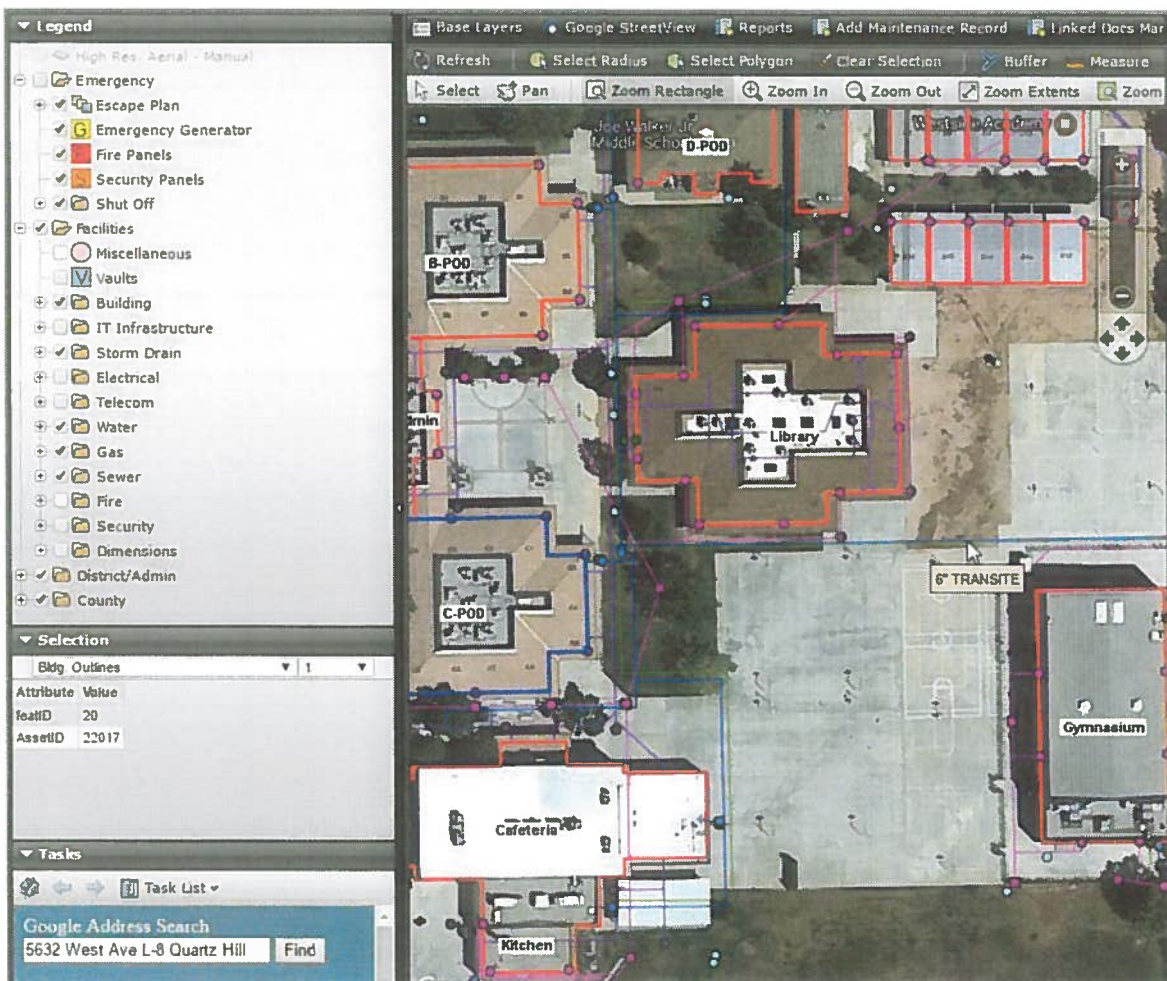 Legend
High Res. Aerial - Manual
Emergency
Escape Plan
G Emergency Generator
Fire Panels
S Security Panels
Shut Off
Facilities
Miscellaneous
V Vaults
Building
IT Infrastructure
Storm Drain
Electrical
Telecom
Water
Gas
Sewer
Fire
Security
Dimensions
District/Admin
County
Selection
Bldg. Outlines 1
Attribute Value
featID 20
AssetID 22017
Tasks
Task List
Google Address Search
5632 West Ave L-8 Quartz Hill Find
Base Layers Google StreetView Reports Add Maintenance Record Linked Docs Mar
Refresh Select Radius Select Polygon Clear Selection Buffer Measure
Select Pan Zoom Rectangle Zoom In Zoom Out Zoom Extents Zoom
Joe Walker Jr
Middle Schoo
D-POD
Westside Academy
B-POD
dmin
Library
6" TRANSITE
C-POD
Gymnasium
Cafeteria
Kitchen